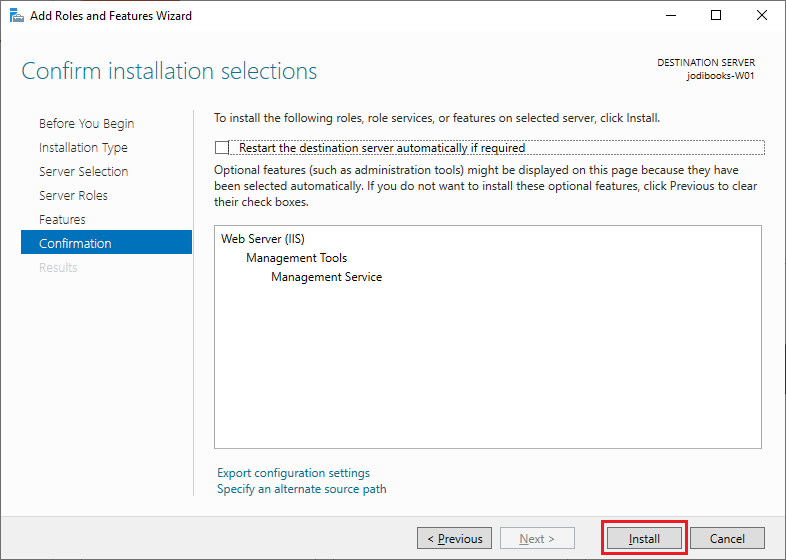 Add Roles and Features Wizard
Confirm installation selections
DESTINATION SERVER
jodibooks-W01
Before You Begin
Installation Type
Server Selection
Server Roles
Features
Confirmation
Results
To install the following roles, role services, or features on selected server, click Install.
Restart the destination server automatically if required
Optional features (such as administration tools) might be displayed on this page because they have
been selected automatically. If you do not want to install these optional features, click Previous to clear
their check boxes.
Web Server (IIS)
Management Tools
Management Service
Export configuration settings
Specify an alternate source path
< Previous
Next >
Install
Cancel